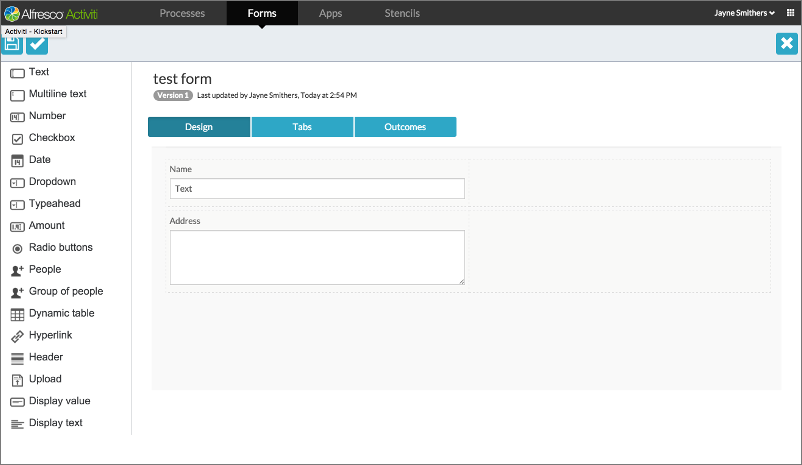 Alfresco Activiti
Processes
Forms
Apps
Stencils
Jayne Smithers
Activiti - Kickstart
Text
Multiline text
Number
Checkbox
Date
Dropdown
Typeahead
Amount
Radio buttons
People
Group of people
Dynamic table
Hyperlink
Header
Upload
Display value
Display text
test form
Version 1 Last updated by Jayne Smithers, Today at 2:54 PM
Design
Tabs
Outcomes
Name
Text
Address